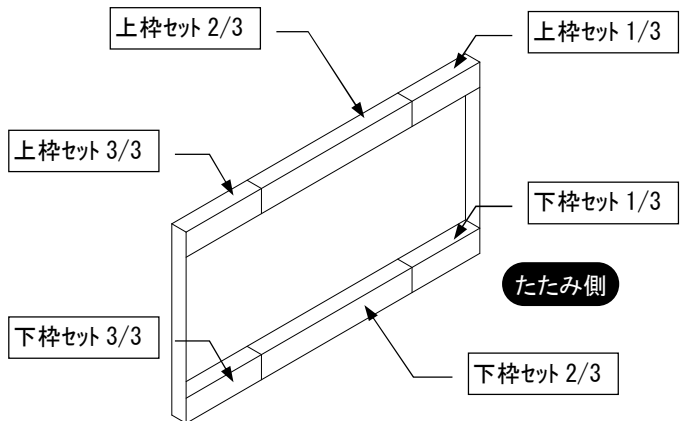 上枠セット 2/3
上枠セット 1/3
上枠セット 3/3
下枠セット 1/3
たたみ側
下枠セット 3/3
下枠セット 2/3